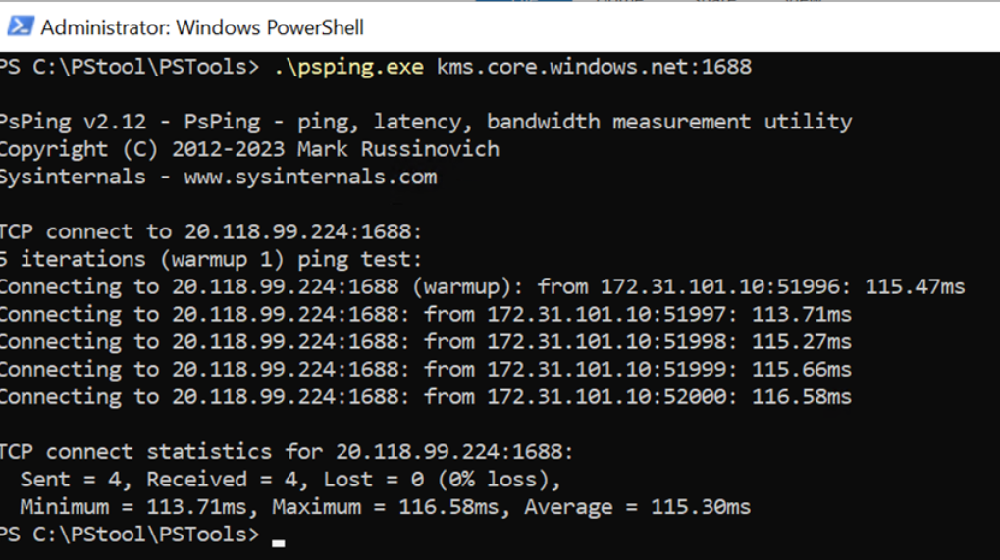 Administrator: Windows PowerShell
PS C:\PStool\PSTools> .\psping.exe kms.core.windows.net:1688
PsPing v2.12 - PsPing - ping, latency, bandwidth measurement utility
Copyright (C) 2012-2023 Mark Russinovich
Sysinternals - www.sysinternals.com
TCP connect to 20.118.99.224:1688:
5 iterations (warmup 1) ping test:
Connecting to 20.118.99.224:1688 (warmup): from 172.31.101.10:51996: 115.47ms
Connecting to 20.118.99.224:1688: from 172.31.101.10:51997: 113.71ms
Connecting to 20.118.99.224:1688: from 172.31.101.10:51998: 115.27ms
Connecting to 20.118.99.224:1688: from 172.31.101.10:51999: 115.66ms
Connecting to 20.118.99.224:1688: from 172.31.101.10:52000: 116.58ms
TCP connect statistics for 20.118.99.224:1688:
Sent = 4, Received = 4, Lost = 0 (0% loss),
Minimum = 113.71ms, Maximum = 116.58ms, Average = 115.30ms
PS C:\PStool\PSTools>